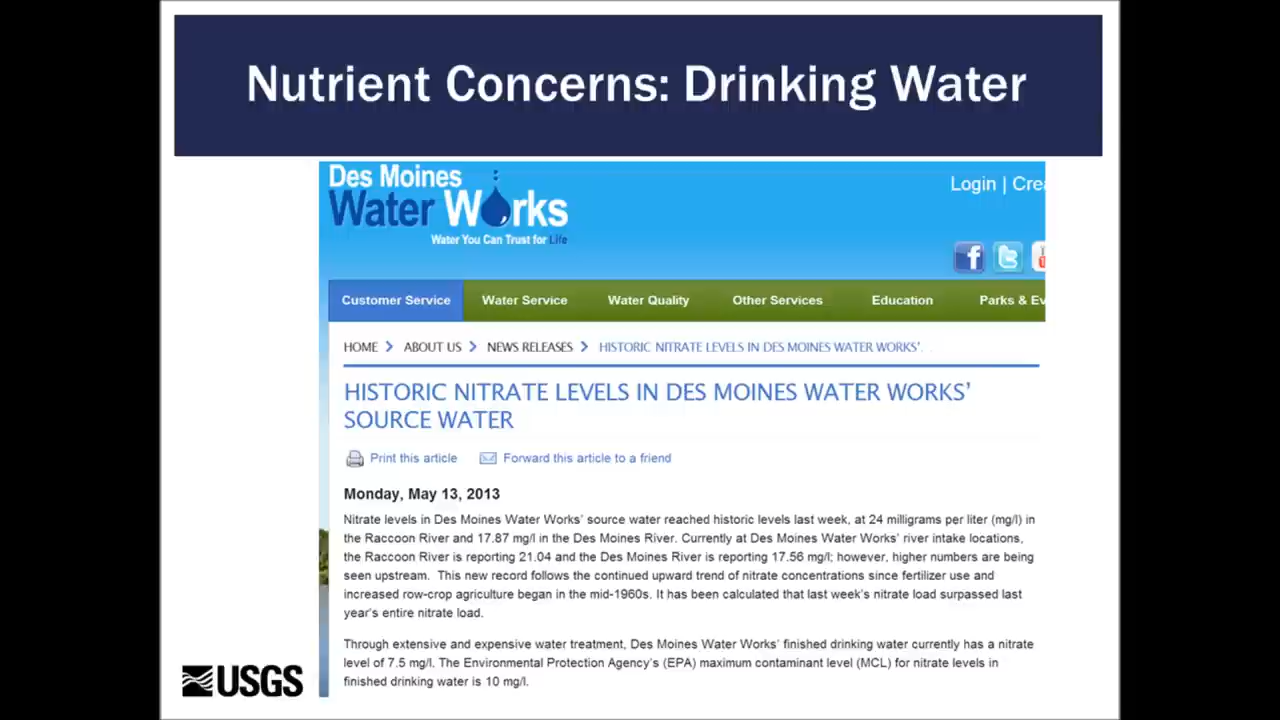 Nutrient Concerns: Drinking Water
Des Moines
Water Works
Water You Can Trust for Life
Login | Crea
Customer Service Water Service Water Quality Other Services Education Parks & Ev
HOME ABOUT US NEWS RELEASES HISTORIC NITRATE LEVELS IN DES MOINES WATER WORKS’.
HISTORIC NITRATE LEVELS IN DES MOINES WATER WORKS’
SOURCE WATER
Print this article Forward this article to a friend
Monday, May 13, 2013
Nitrate levels in Des Moines Water Works’ source water reached historic levels last week, at 24 milligrams per liter (mg/l) in
the Raccoon River and 17.87 mg/l in the Des Moines River. Currently at Des Moines Water Works’ river intake locations,
the Raccoon River is reporting 21.04 and the Des Moines River is reporting 17.56 mg/l; however, higher numbers are being
seen upstream. This new record follows the continued upward trend of nitrate concentrations since fertilizer use and
increased row-crop agriculture began in the mid-1960s. It has been calculated that last week’s nitrate load surpassed last
year’s entire nitrate load.
Through extensive and expensive water treatment, Des Moines Water Works’ finished drinking water currently has a nitrate
level of 7.5 mg/l. The Environmental Protection Agency’s (EPA) maximum contaminant level (MCL) for nitrate levels in
finished drinking water is 10 mg/l.
USGS